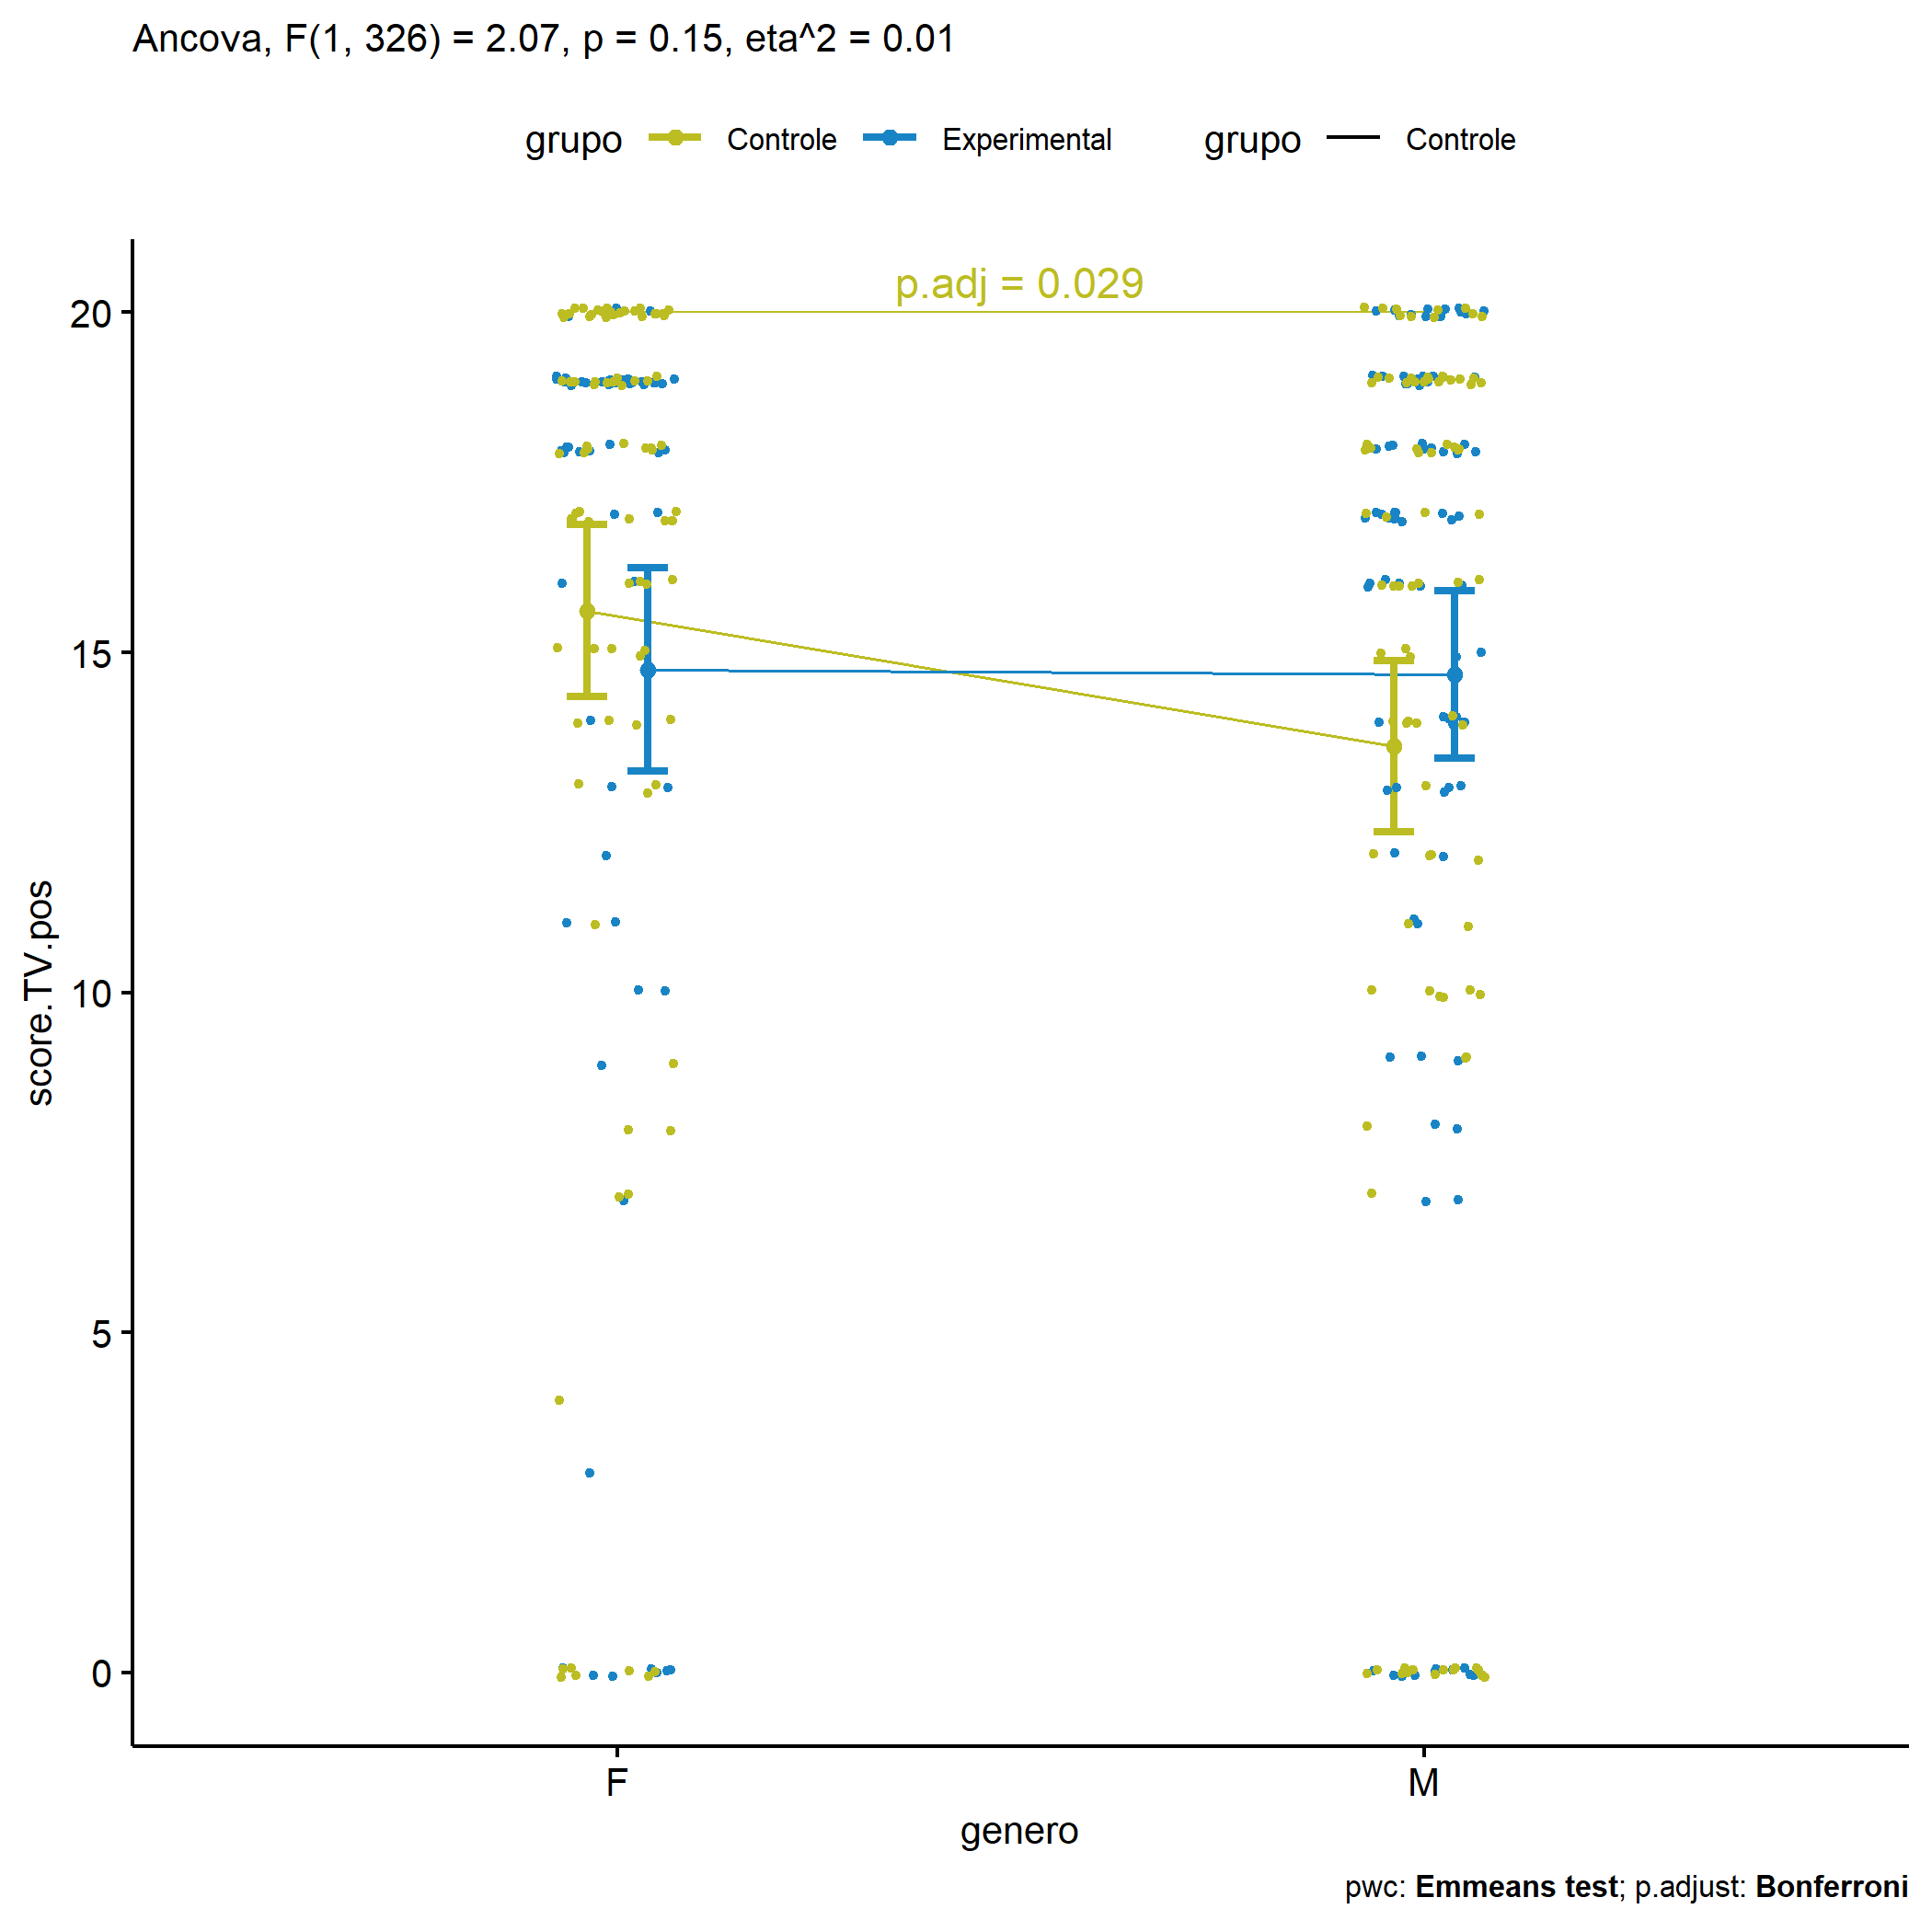 Ancova, F(1, 326) = 2.07, p = 0.15, eta^2 = 0.01
grupo Controle Experimental grupo Controle
p.adj = 0.029
20
15
10
5
0
score.TV.pos
F M
genero
pwc: Emmeans test; p.adjust: Bonferroni